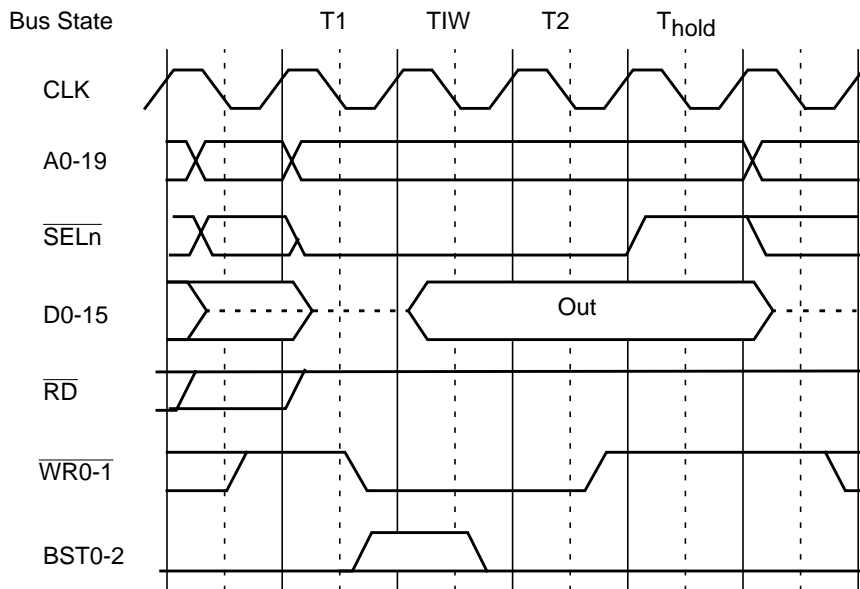 Bus State T1 TIW T2 Thold
CLK
A0-19
SELn
D0-15 Out
RD
WR0-1
BST0-2